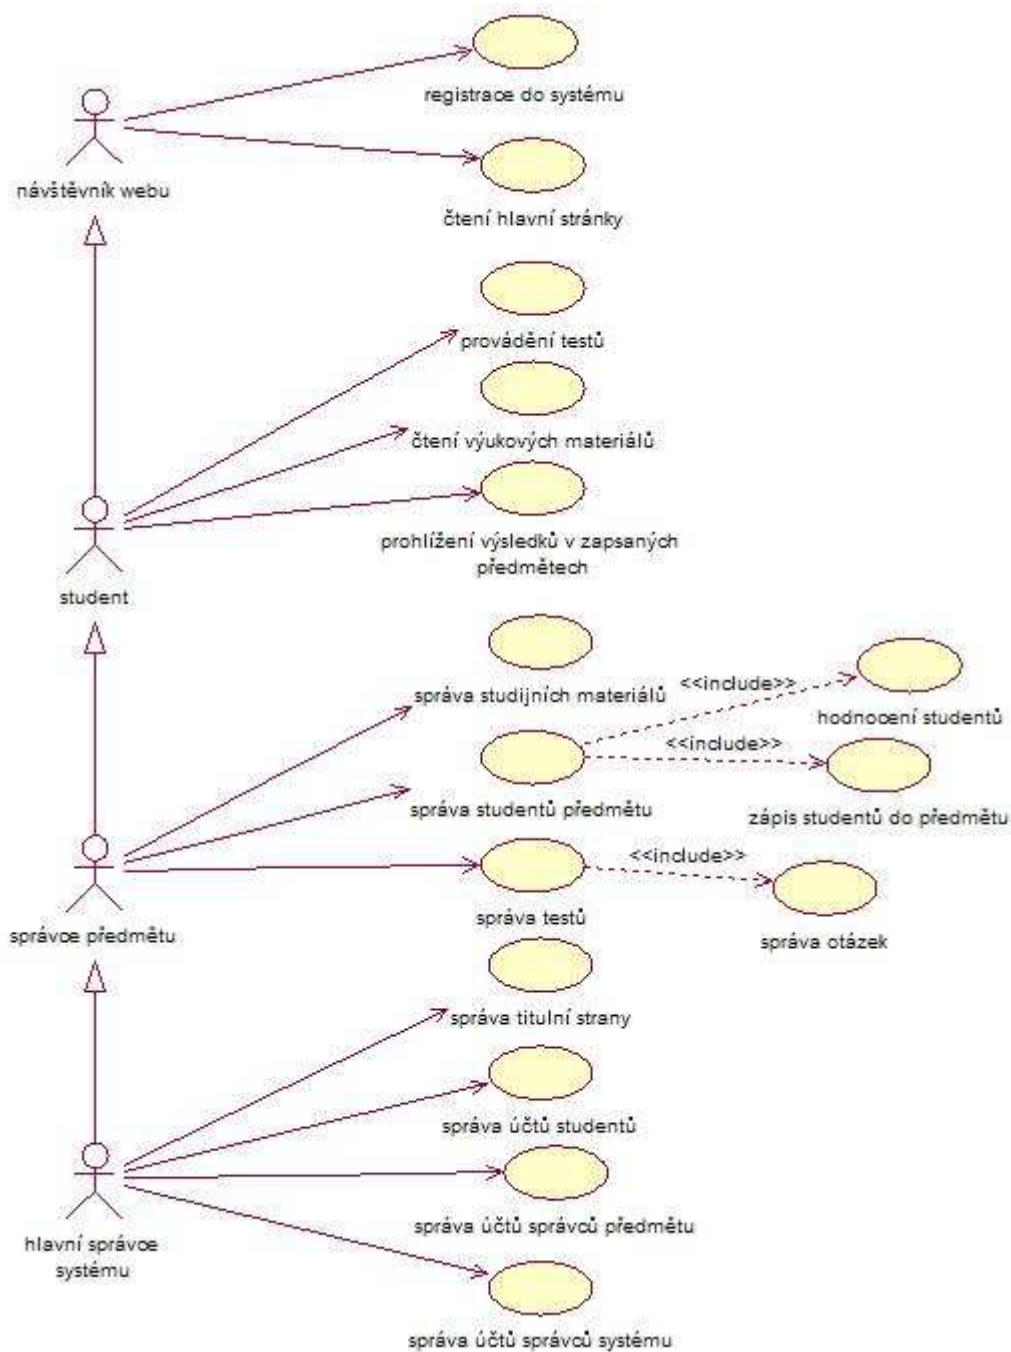 registrace do systému
návštěvník webu
čtení hlavní stránky
provádění testů
čtení výukových materiálů
prohlížení výsledků v zapsaných
předmětech
student
<<include>>
správa studijních materiálů
hodnocení studentů
<<include>>
správa studentů předmětu
zápis studentů do předmětu
<<include>>
správa testů
správce předmětu
správa otázek
správa titulní strany
správa účtů studentů
správa účtů správců předmětu
hlavní správce
systému
správa účtů správců systému